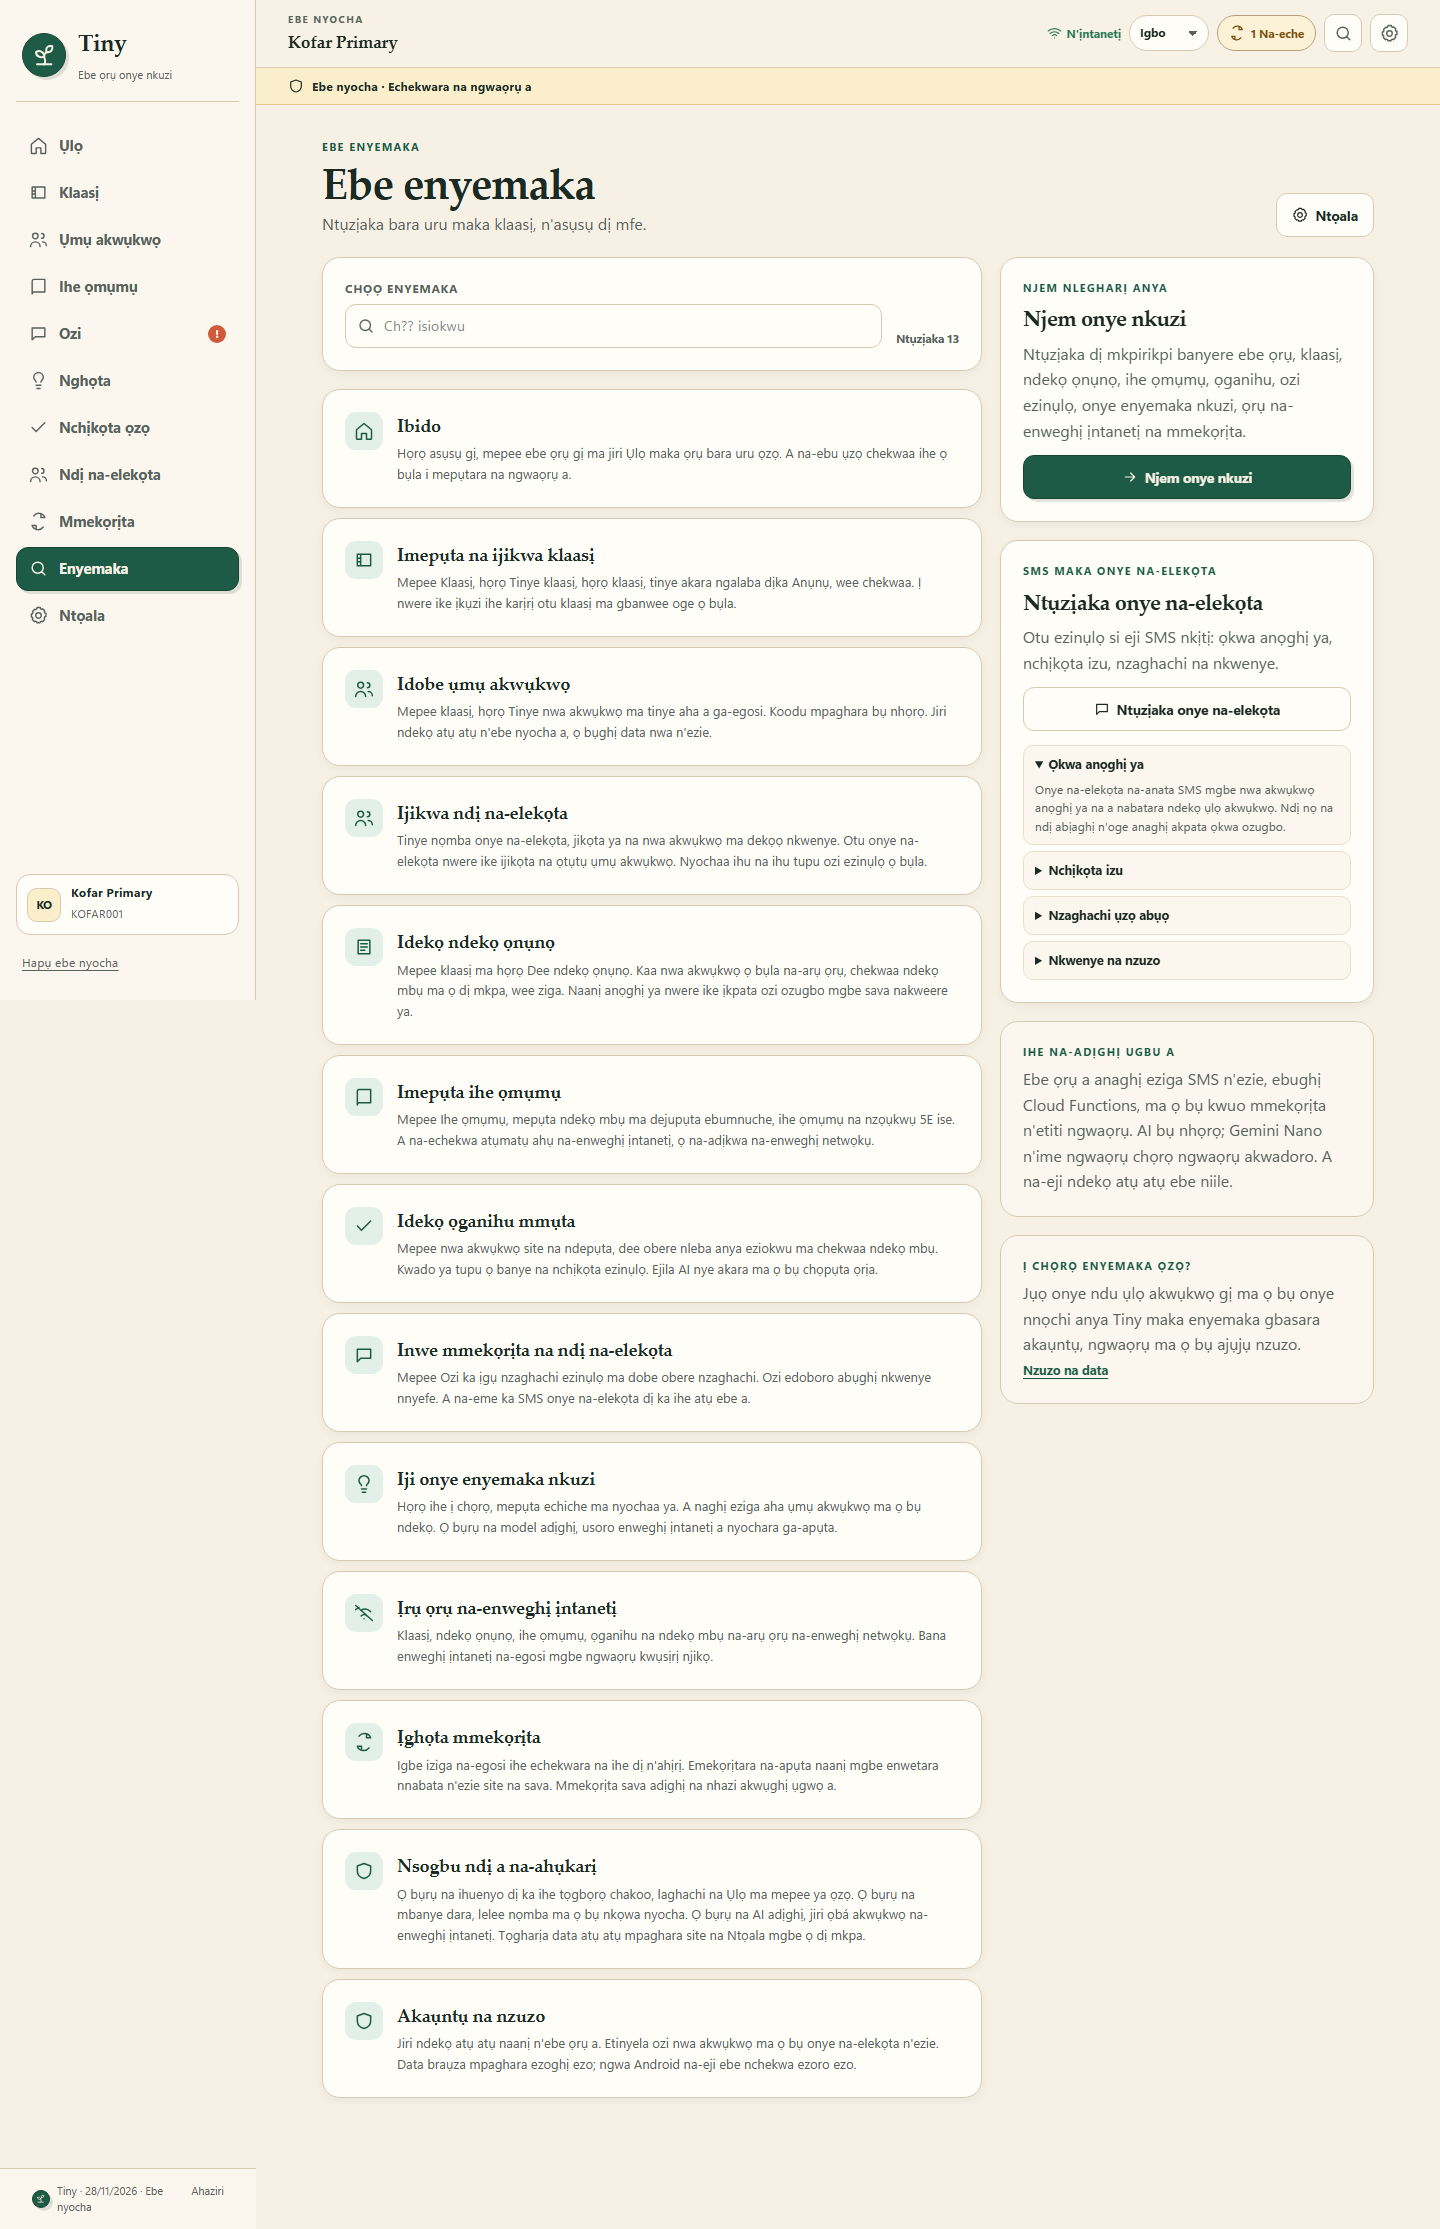 Tiny
Ebe ọrụ onye nkuzi
Ụlọ
Klaasị
Ụmụ akwụkwọ
Ihe ọmụmụ
Ozi
!
Nghọta
Nchịkọta ọzọ
Ndị na-elekọta
Mmekọrịta
Enyemaka
Ntọala
KO
Kofar Primary
KOFAR001
Hapụ ebe nyocha
EBE NYOCHA
Kofar Primary
N'ịntanetị
Igbo
1 Na-eche
Ebe nyocha · Echekwara na ngwaọrụ a
EBE ENYEMAKA
Ebe enyemaka
Ntụzịaka bara uru maka klaasị, n'asụsụ dị mfe.
Ntọala
CHỌỌ ENYEMAKA
Ch?? isiokwu
Ntụzịaka 13
Ibido
Họrọ asụsụ gị, mepee ebe ọrụ gị ma jiri Ụlọ maka ọrụ bara uru ọzọ. A na-ebu ụzọ chekwaa ihe ọ
bụla i mepụtara na ngwaọrụ a.
Imepụta na ijikwa klaasị
Mepee Klaasị, họrọ Tinye klaasị, họrọ klaasị, tinye akara ngalaba dịka Anụnụ, wee chekwaa. Ị
nwere ike ịkụzi ihe karịrị otu klaasị ma gbanwee oge ọ bụla.
Idobe ụmụ akwụkwọ
Mepee klaasị, họrọ Tinye nwa akwụkwọ ma tinye aha a ga-egosi. Koodu mpaghara bụ nhọrọ. Jiri
ndekọ atụ atụ n'ebe nyocha a, ọ bụghị data nwa n'ezie.
Ijikwa ndị na-elekọta
Tinye nọmba onye na-elekọta, jikọta ya na nwa akwụkwọ ma dekọọ nkwenye. Otu onye na-
elekọta nwere ike ijikọta na ọtụtụ ụmụ akwụkwọ. Nyochaa ihu na ihu tupu ozi ezinụlọ ọ bụla.
Idekọ ndekọ ọnụnọ
Mepee klaasị ma họrọ Dee ndekọ ọnụnọ. Kaa nwa akwụkwọ ọ bụla na-arụ ọrụ, chekwaa ndekọ
mbụ ma ọ dị mkpa, wee ziga. Naanị anọghị ya nwere ike ịkpata ozi ozugbo mgbe sava nakweere
ya.
Imepụta ihe ọmụmụ
Mepee Ihe ọmụmụ, mepụta ndekọ mbụ ma dejupụta ebumnuche, ihe ọmụmụ na nzọụkwụ 5E ise.
A na-echekwa atụmatụ ahụ na-enweghị ịntanetị, ọ na-adịkwa na-enweghị netwọkụ.
Idekọ ọganihu mmụta
Mepee nwa akwụkwọ site na ndepụta, dee obere nleba anya eziokwu ma chekwaa ndekọ mbụ.
Kwado ya tupu ọ banye na nchịkọta ezinụlọ. Ejila AI nye akara ma ọ bụ chọpụta ọrịa.
Inwe mmekọrịta na ndị na-elekọta
Mepee Ozi ka ịgụ nzaghachi ezinụlọ ma dobe obere nzaghachi. Ozi edoboro abụghị nkwenye
nnyefe. A na-eme ka SMS onye na-elekọta dị ka ihe atụ ebe a.
Iji onye enyemaka nkuzi
Họrọ ihe ị chọrọ, mepụta echiche ma nyochaa ya. A naghị eziga aha ụmụ akwụkwọ ma ọ bụ
ndekọ. Ọ bụrụ na model adịghị, usoro enweghị ịntanetị a nyochara ga-apụta.
Ịrụ ọrụ na-enweghị ịntanetị
Klaasị, ndekọ ọnụnọ, ihe ọmụmụ, ọganihu na ndekọ mbụ na-arụ ọrụ na-enweghị netwọkụ. Bana
enweghị ịntanetị na-egosi mgbe ngwaọrụ kwụsịrị njikọ.
Ịghọta mmekọrịta
Igbe iziga na-egosi ihe echekwara na ihe dị n'ahịrị. Emekọrịtara na-apụta naanị mgbe enwetara
nnabata n'ezie site na sava. Mmekọrịta sava adịghị na nhazi akwụghị ụgwọ a.
Nsogbu ndị a na-ahụkarị
Ọ bụrụ na ihuenyo dị ka ihe tọgbọrọ chakoo, laghachi na Ụlọ ma mepee ya ọzọ. Ọ bụrụ na
mbanye dara, lelee nọmba ma ọ bụ nkọwa nyocha. Ọ bụrụ na AI adịghị, jiri ọbá akwụkwọ na-
enweghị ịntanetị. Tọgharịa data atụ atụ mpaghara site na Ntọala mgbe ọ dị mkpa.
Akaụntụ na nzuzo
Jiri ndekọ atụ atụ naanị n'ebe ọrụ a. Etinyela ozi nwa akwụkwọ ma ọ bụ onye na-elekọta n'ezie.
Data braụza mpaghara ezoghị ezo; ngwa Android na-eji ebe nchekwa ezoro ezo.
NJEM NLEGHARỊ ANYA
Njem onye nkuzi
Ntụzịaka dị mkpirikpi banyere ebe ọrụ, klaasị,
ndekọ ọnụnọ, ihe ọmụmụ, ọganihu, ozi
ezinụlọ, onye enyemaka nkuzi, ọrụ na-
enweghị ịntanetị na mmekọrịta.
Njem onye nkuzi
SMS MAKA ONYE NA-ELEKỌTA
Ntụzịaka onye na-elekọta
Otu ezinụlọ si eji SMS nkịtị: ọkwa anọghị ya,
nchịkọta izu, nzaghachi na nkwenye.
Ntụzịaka onye na-elekọta
Ọkwa anọghị ya
Onye na-elekọta na-anata SMS mgbe nwa akwụkwọ
anọghị ya na a nabatara ndekọ ụlọ akwụkwọ. Ndị nọ na
ndị abịaghị n'oge anaghị akpata ọkwa ozugbo.
Nchịkọta izu
Nzaghachi ụzọ abụọ
Nkwenye na nzuzo
IHE NA-ADỊGHỊ UGBU A
Ebe ọrụ a anaghị eziga SMS n'ezie, ebughị
Cloud Functions, ma ọ bụ kwuo mmekọrịta
n'etiti ngwaọrụ. AI bụ nhọrọ; Gemini Nano
n'ime ngwaọrụ chọrọ ngwaọrụ akwadoro. A
na-eji ndekọ atụ atụ ebe niile.
Ị CHỌRỌ ENYEMAKA ỌZỌ?
Jụọ onye ndu ụlọ akwụkwọ gị ma ọ bụ onye
nnọchi anya Tiny maka enyemaka gbasara
akaụntụ, ngwaọrụ ma ọ bụ ajụjụ nzuzo.
Nzuzo na data
Tiny · 28/11/2026 · Ebe
nyocha
Ahaziri